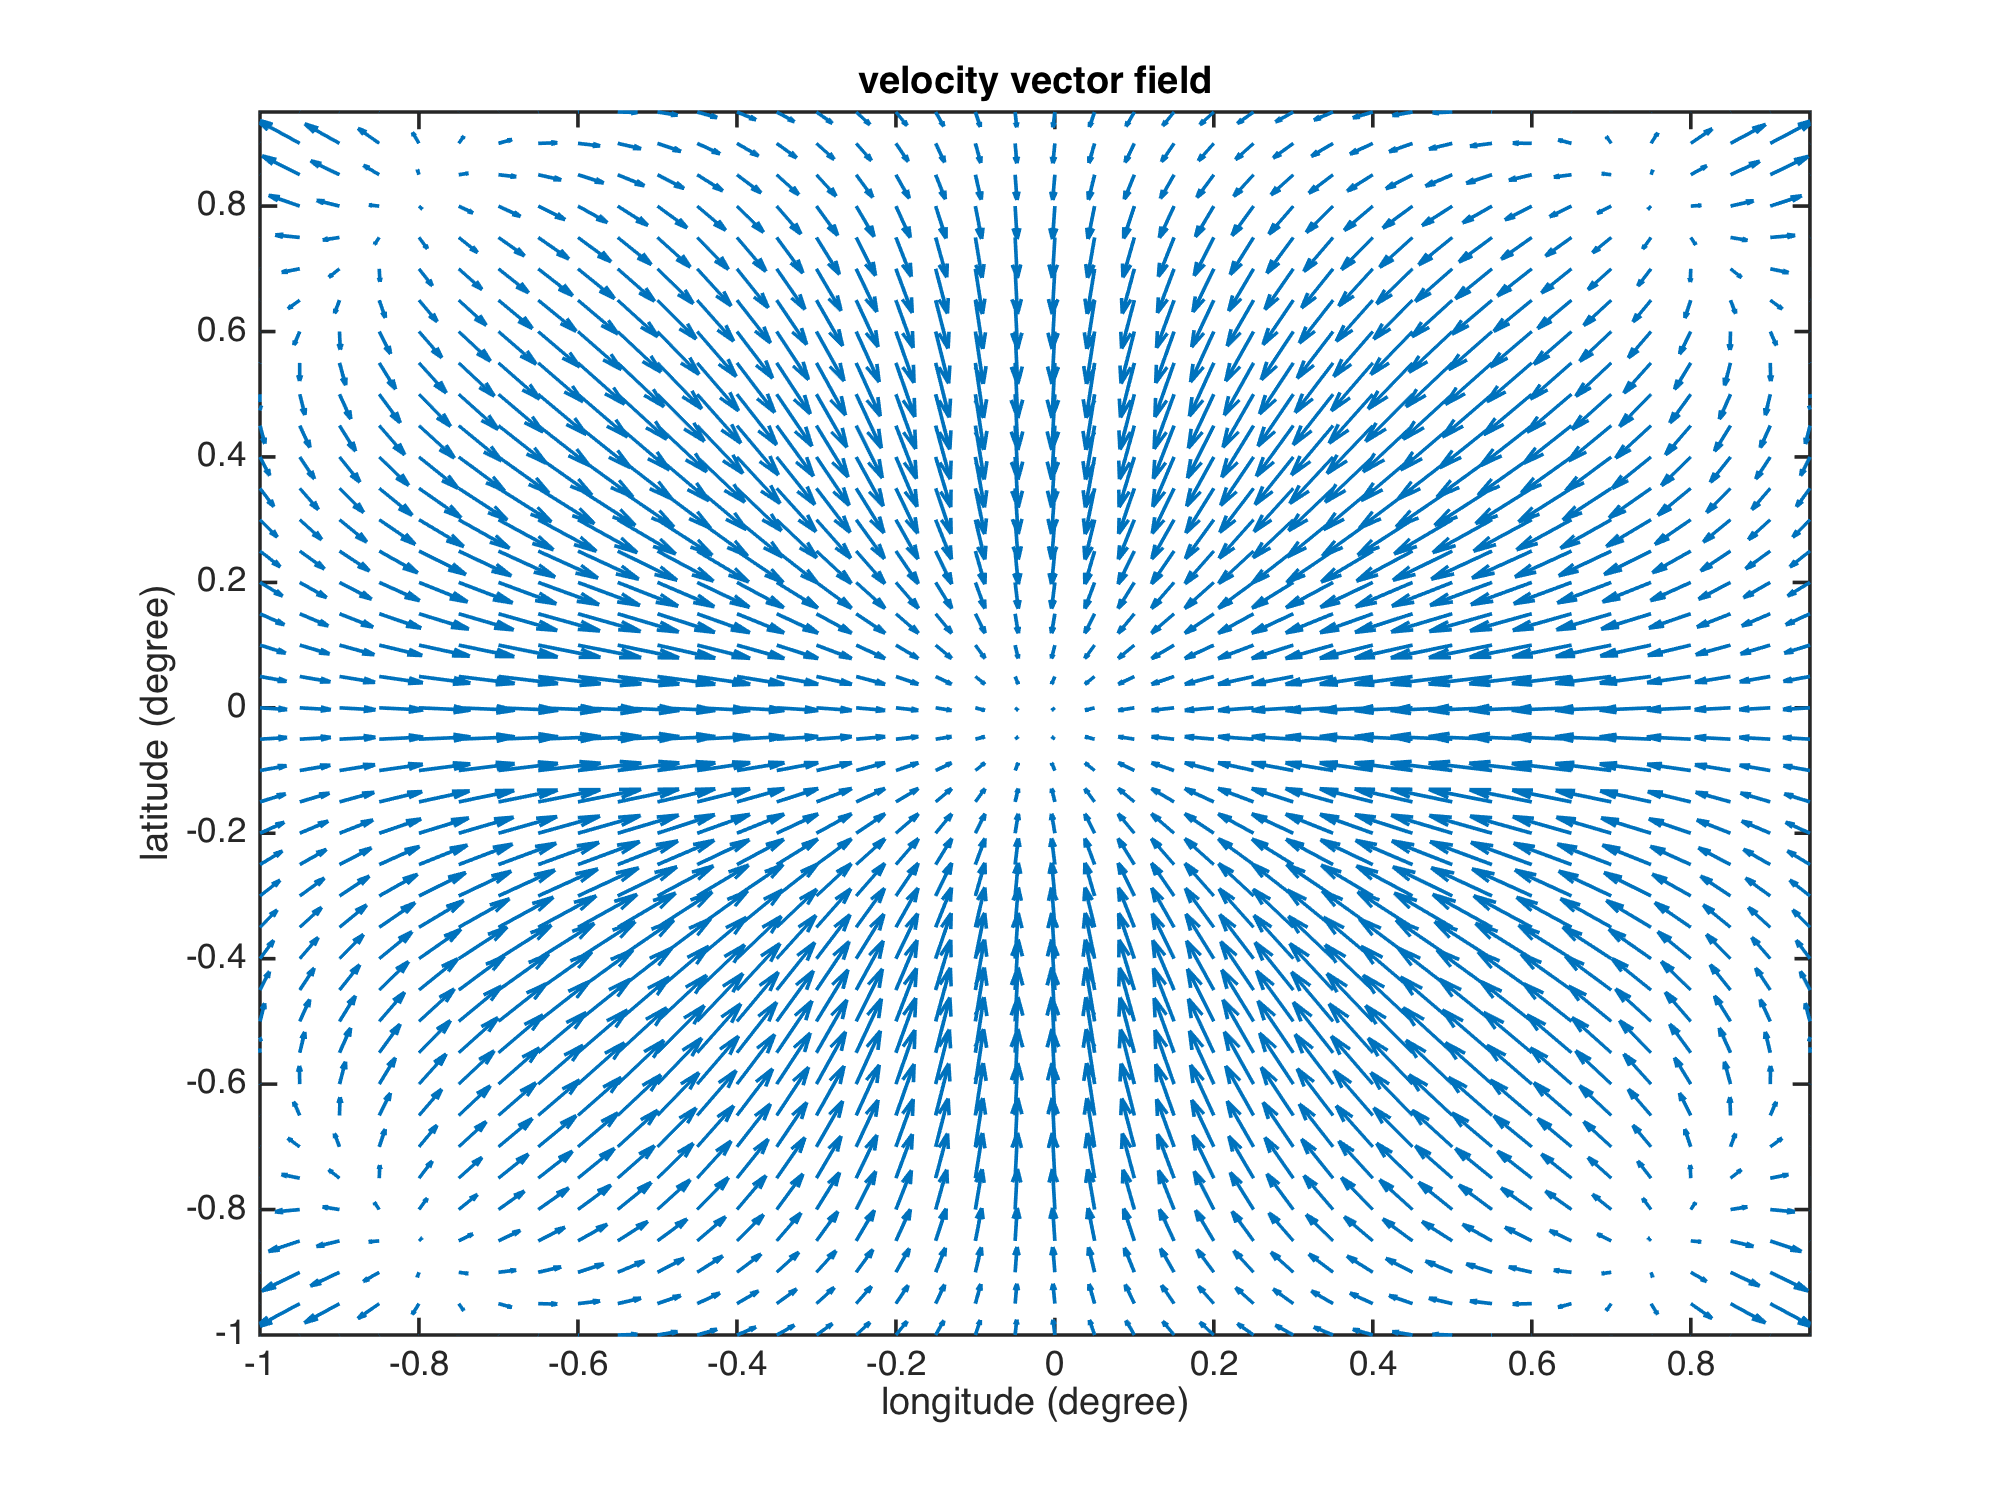 velocity vector field
latitude (degree)
0.8
0.6
0.4
0.2
0
-0.2
-0.4
-0.6
-0.8
-1
-1 -0.8 -0.6 -0.4 -0.2 0 0.2 0.4 0.6 0.8
longitude (degree)